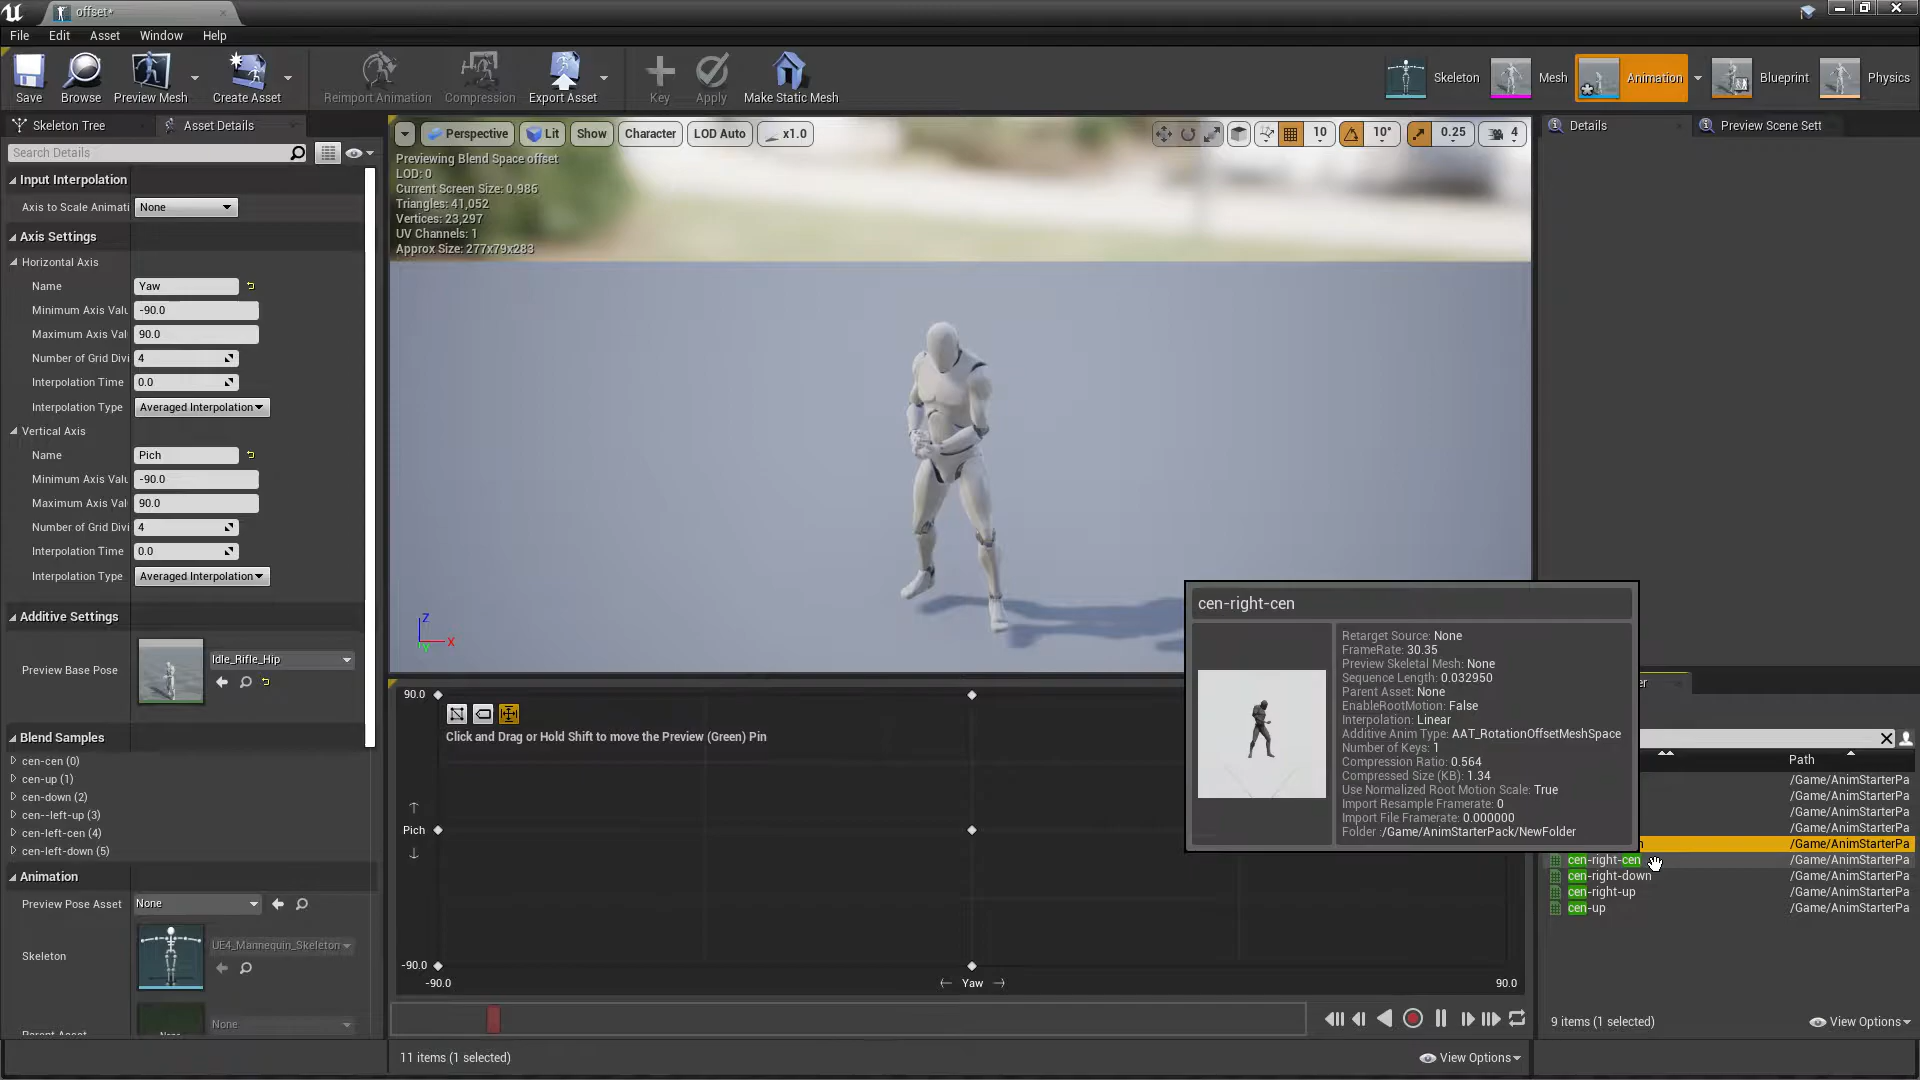 offset*
File Edit Asset Window Help
Save Browse Preview Mesh Create Asset Reimport Animation Compression Export Asset Key Apply Make Static Mesh Skeleton Mesh Animation Blueprint Physics
Skeleton Tree Asset Details
Search Details
Input Interpolation
Axis to Scale Animati None
Axis Settings
Horizontal Axis
Name Yaw
Minimum Axis Valu -90.0
Maximum Axis Val 90.0
Number of Grid Divi 4
Interpolation Time 0.0
Interpolation Type Averaged Interpolation
Vertical Axis
Name Pich
Minimum Axis Valu -90.0
Maximum Axis Val 90.0
Number of Grid Divi 4
Interpolation Time 0.0
Interpolation Type Averaged Interpolation
Additive Settings
Preview Base Pose Idle_Rifle_Hip
Blend Samples
cen-cen (0)
cen-up (1)
cen-down (2)
cen--left-up (3)
cen-left-cen (4)
cen-left-down (5)
Animation
Preview Pose Asset None
Skeleton UE4_Mannequin_Skeleton
None
Perspective Lit Show Character LOD Auto x1.0 10 10° 0.25 4
Previewing Blend Space offset
LOD: 0
Current Screen Size: 0.986
Triangles: 41,052
Vertices: 23,297
UV Channels: 1
Approx Size: 277x79x283
Z
X
Y
90.0
Click and Drag or Hold Shift to move the Preview (Green) Pin
Pich
-90.0
-90.0 Yaw 90.0
11 items (1 selected) View Options
Details Preview Scene Sett
cen-right-cen
Retarget Source: None
FrameRate: 30.35
Preview Skeletal Mesh: None
Sequence Length: 0.032950
Parent Asset: None
EnableRootMotion: False
Interpolation: Linear
Additive Anim Type: AAT_RotationOffsetMeshSpace
Number of Keys: 1
Compression Ratio: 0.564
Compressed Size (KB): 1.34
Use Normalized Root Motion Scale: True
Import Resample Framerate: 0
Import File Framerate: 0.000000
Folder :/Game/AnimStarterPack/NewFolder
er
Path
/Game/AnimStarterPa
/Game/AnimStarterPa
/Game/AnimStarterPa
/Game/AnimStarterPa
n /Game/AnimStarterPa
cen-right-cen /Game/AnimStarterPa
cen-right-down /Game/AnimStarterPa
cen-right-up /Game/AnimStarterPa
cen-up /Game/AnimStarterPa
9 items (1 selected) View Options